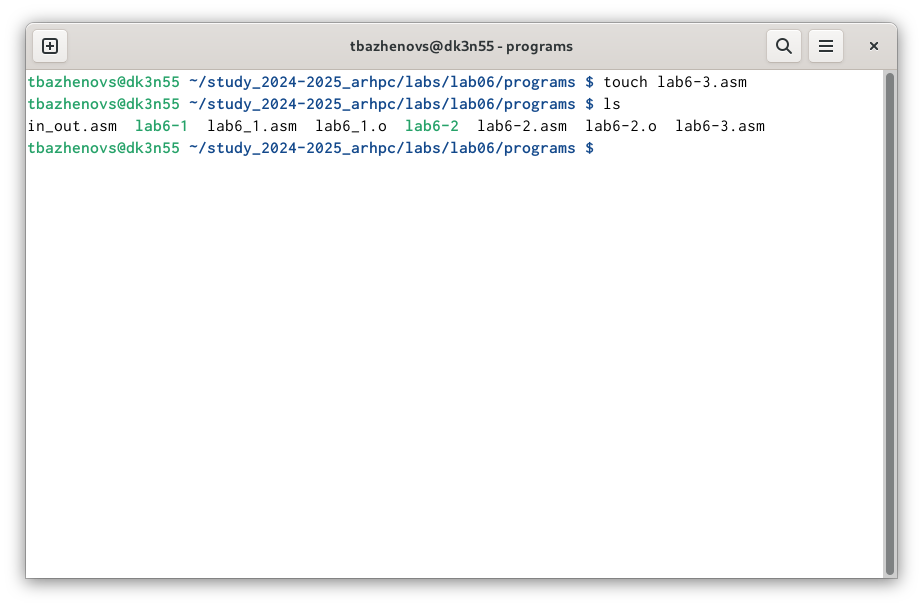 tbazhenovs@dk3n55 - programs
tbazhenovs@dk3n55 ~/study_2024-2025_arhpc/labs/lab06/programs $ touch lab6-3.asm
tbazhenovs@dk3n55 ~/study_2024-2025_arhpc/labs/lab06/programs $ ls
in_out.asm  lab6-1  lab6_1.asm  lab6_1.o  lab6-2  lab6-2.asm  lab6-2.o  lab6-3.asm
tbazhenovs@dk3n55 ~/study_2024-2025_arhpc/labs/lab06/programs $